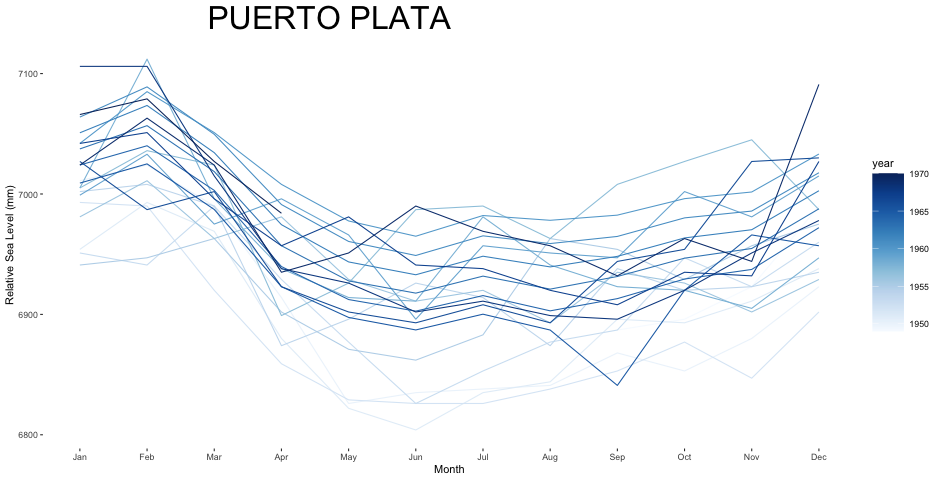 PUERTO PLATA
Relative Sea Level (mm)
7100
7000
6900
6800
Jan Feb Mar Apr May Jun Jul Aug Sep Oct Nov Dec
Month
year
1970
1965
1960
1955
1950